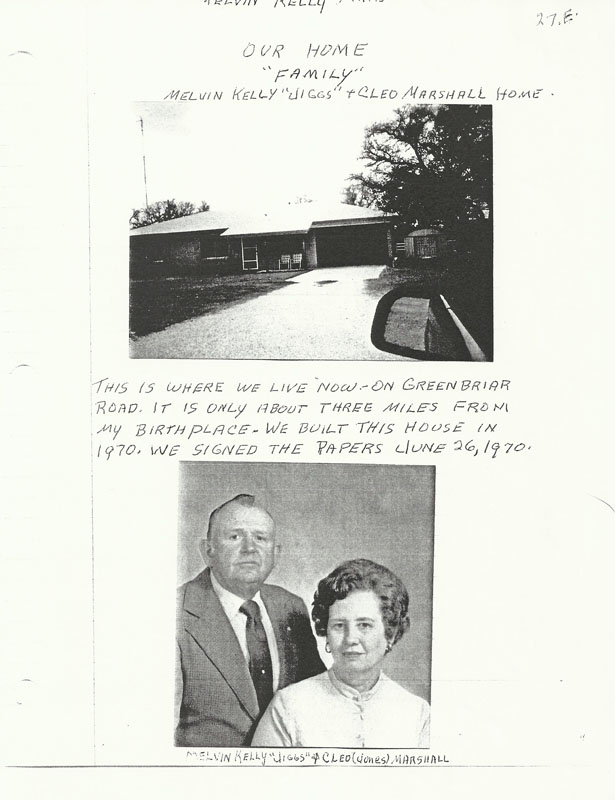 MELVIN KELLY
27.E.
OUR HOME
"FAMILY"
MELVIN KELLY "JIGGS" & CLEO MARSHALL HOME.
THIS IS WHERE WE LIVE NOW.-ON GREENBRIAR
ROAD. IT IS ONLY ABOUT THREE MILES FROM
MY BIRTHPLACE-WE BUILT THIS HOUSE IN
1970. WE SIGNED THE PAPERS JUNE 26, 1970.
MELVIN KELLY "JIGGS" & CLEO (JONES) MARSHALL